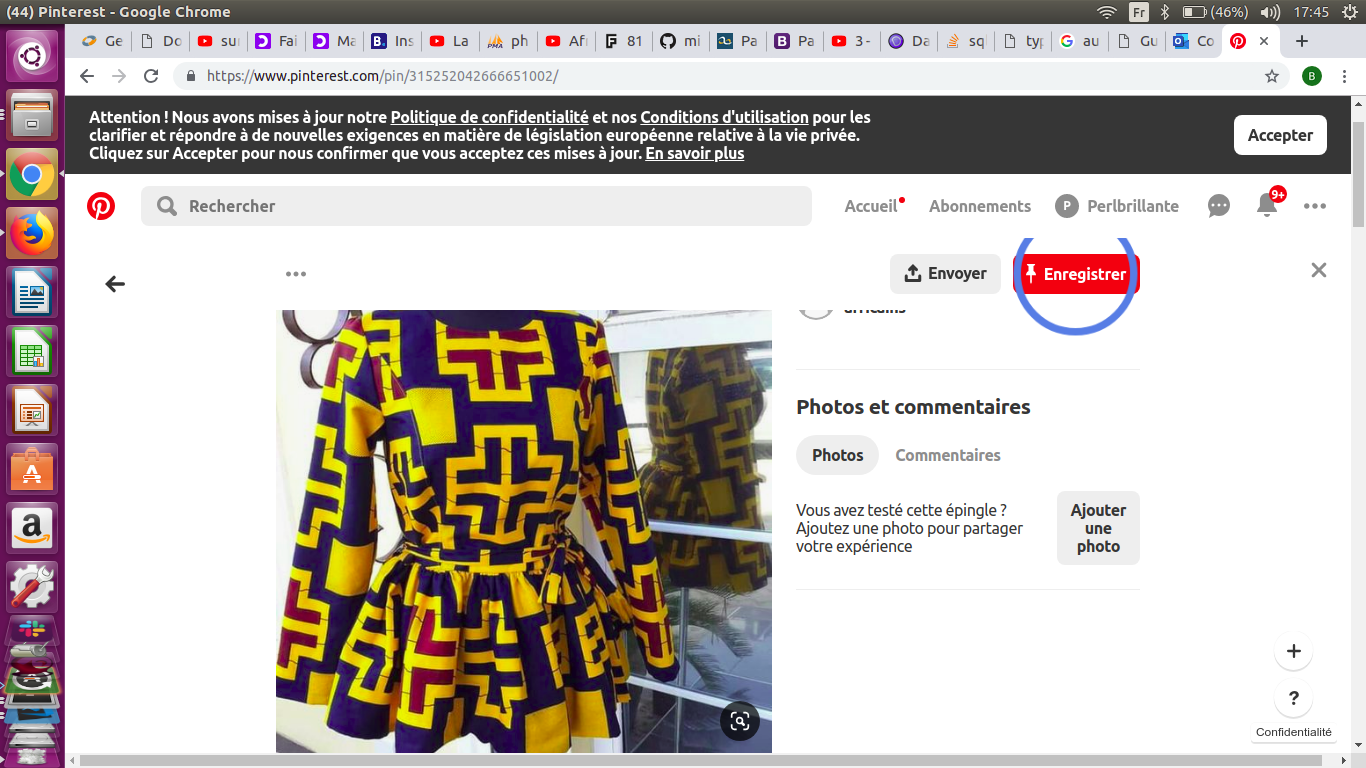 (44) Pinterest - Google Chrome
Fr
(46%)
17:45
Ge
Do
sui
Fai
Ma
Ins
La
ph
Afi
81
mi
Pa
Pa
3 -
Da
sql
typ
au
Gu
Co
https://www.pinterest.com/pin/315252042666651002/
B
Attention ! Nous avons mises à jour notre Politique de confidentialité et nos Conditions d'utilisation pour les
clarifier et répondre à de nouvelles exigences en matière de législation européenne relative à la vie privée.
Cliquez sur Accepter pour nous confirmer que vous acceptez ces mises à jour. En savoir plus
Accepter
Rechercher
Accueil
Abonnements
P
Perlbrillante
9+
Envoyer
Enregistrer
africains
Photos et commentaires
Photos
Commentaires
Vous avez testé cette épingle ?
Ajoutez une photo pour partager
votre expérience
Ajouter
une
photo
+
?
Confidentialité